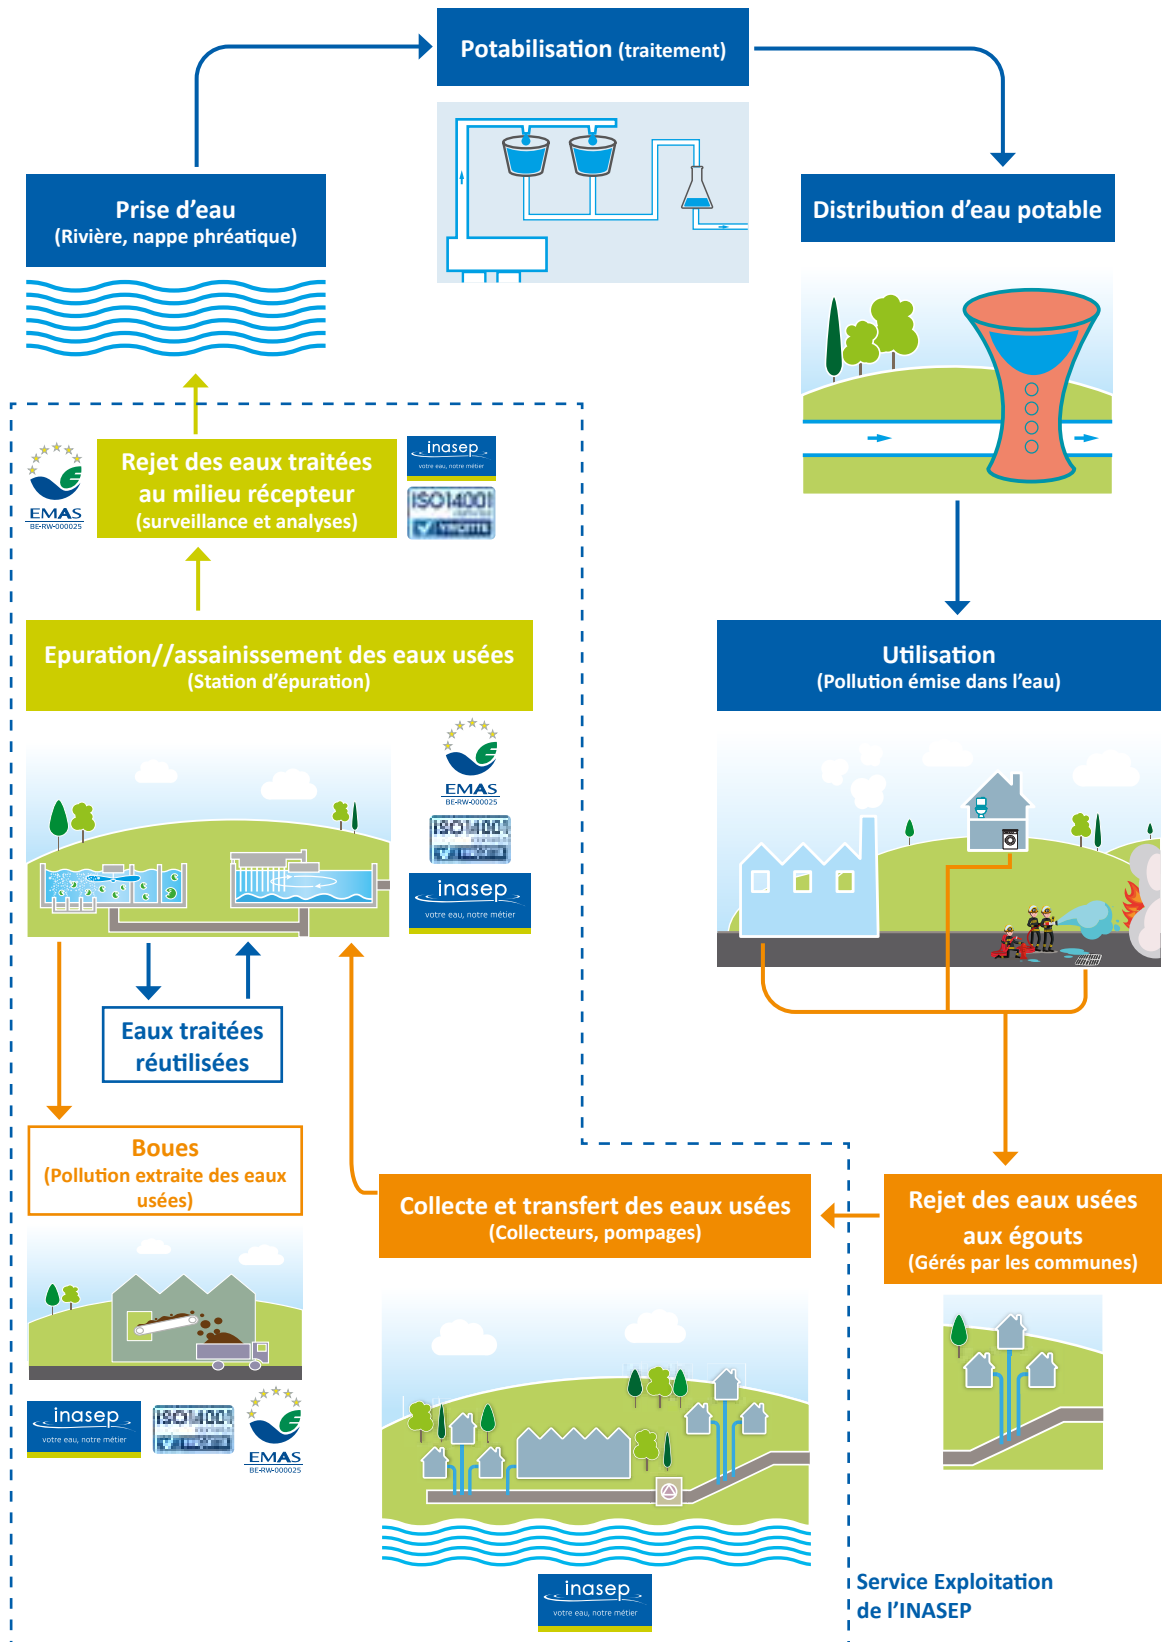 Potabilisation (traitement)
Prise d'eau
(Rivière, nappe phréatique)
Distribution d'eau potable
Rejet des eaux traitées
au milieu récepteur
(surveillance et analyses)
EMAS
BE-RW-000025
inasep
votre eau, notre métier
ISO14001
VINÇOTTE
Epuration//assainissement des eaux usées
(Station d'épuration)
Utilisation
(Pollution émise dans l'eau)
EMAS
BE-RW-000025
ISO14001
inasep
votre eau, notre métier
Eaux traitées
réutilisées
Boues
(Pollution extraite des eaux
usées)
Collecte et transfert des eaux usées
(Collecteurs, pompages)
Rejet des eaux usées
aux égouts
(Gérés par les communes)
inasep
votre eau, notre métier
ISO14001
EMAS
BE-RW-000025
inasep
votre eau, notre métier
Service Exploitation
de l'INASEP